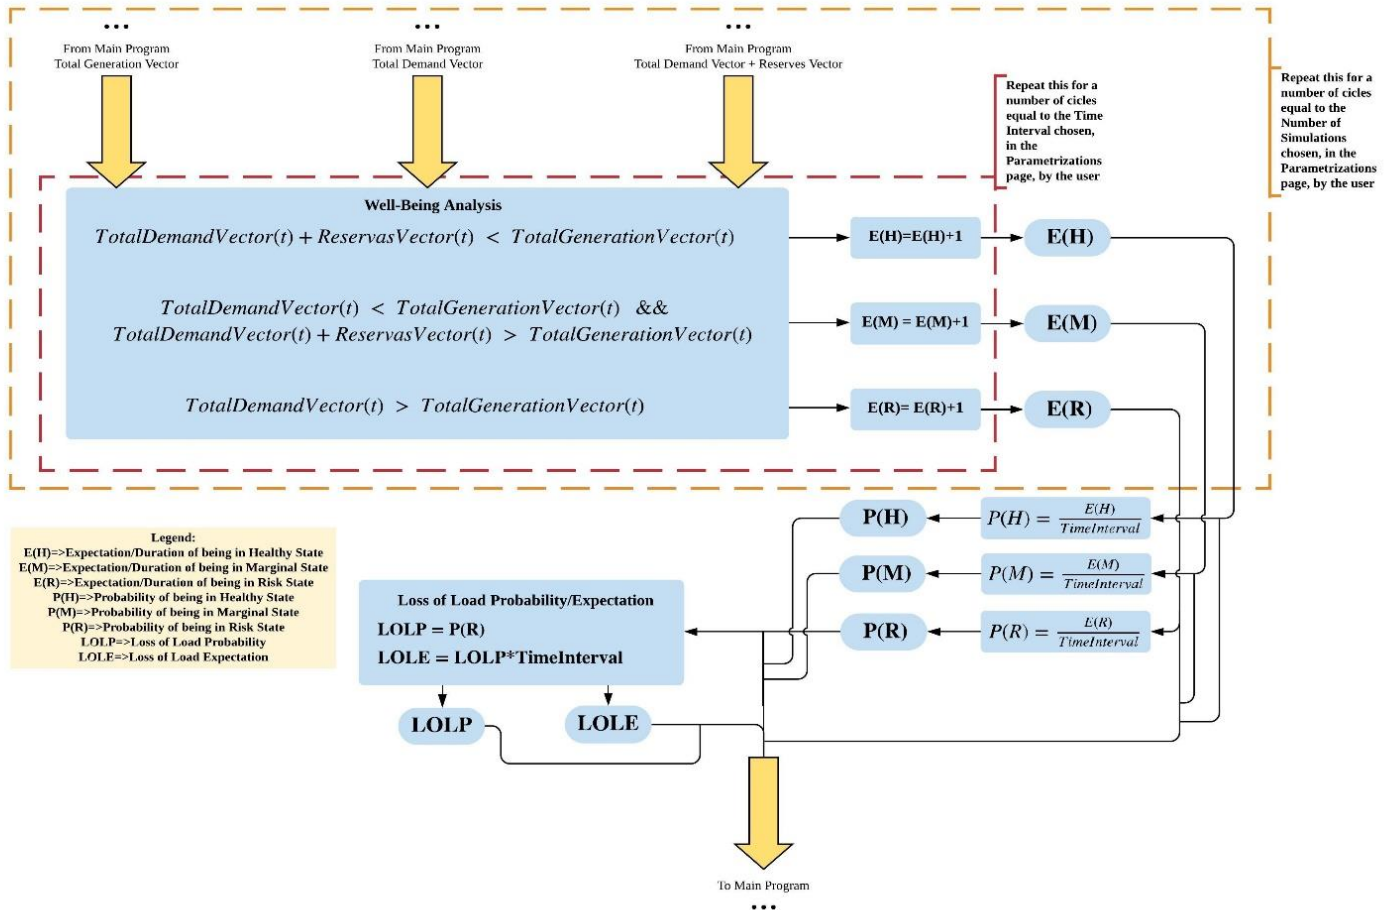 ...
From Main Program
Total Generation Vector
...
From Main Program
Total Demand Vector
...
From Main Program
Total Demand Vector + Reserves Vector
Repeat this for a
number of cicles
equal to the Time
Interval chosen,
in the
Parametrizations
page, by the user
Repeat this for a
number of cicles
equal to the
Number of
Simulations
chosen, in the
Parametrizations
page, by the user
Well-Being Analysis
TotalDemandVector(t) + ReservasVector(t) < TotalGenerationVector(t)
E(H)=E(H)+1
E(H)
TotalDemandVector(t) < TotalGenerationVector(t) &&
TotalDemandVector(t) + ReservasVector(t) > TotalGenerationVector(t)
E(M) = E(M)+1
E(M)
TotalDemandVector(t) > TotalGenerationVector(t)
E(R)= E(R)+1
E(R)
P(H)
P(H) = E(H) / TimeInterval
P(M)
P(M) = E(M) / TimeInterval
P(R)
P(R) = E(R) / TimeInterval
Legend:
E(H)=>Expectation/Duration of being in Healthy State
E(M)=>Expectation/Duration of being in Marginal State
E(R)=>Expectation/Duration of being in Risk State
P(H)=>Probability of being in Healthy State
P(M)=>Probability of being in Marginal State
P(R)=>Probability of being in Risk State
LOLP=>Loss of Load Probability
LOLE=>Loss of Load Expectation
Loss of Load Probability/Expectation
LOLP = P(R)
LOLE = LOLP*TimeInterval
LOLP
LOLE
To Main Program
...